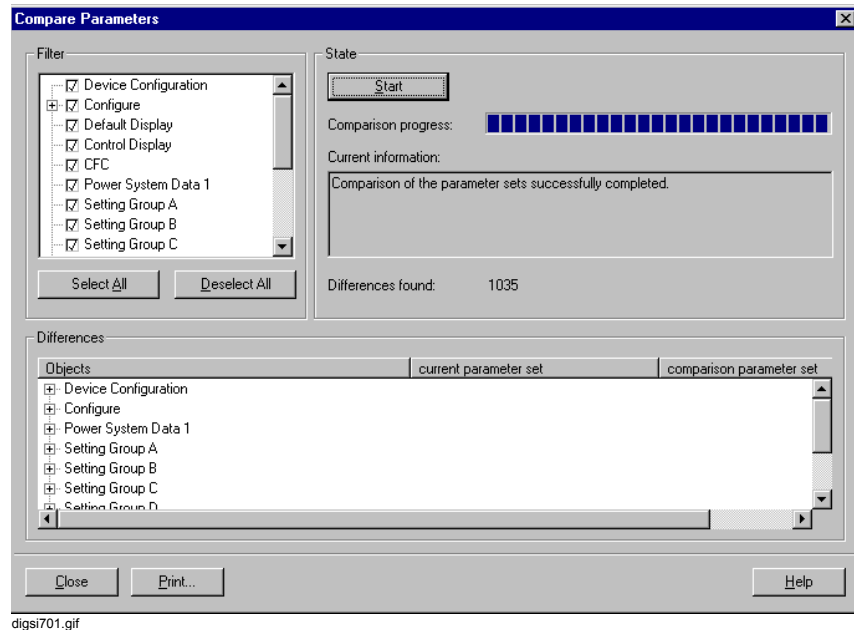 Compare Parameters
Filter
Device Configuration
Configure
Default Display
Control Display
CFC
Power System Data 1
Setting Group A
Setting Group B
Setting Group C
Select All
Deselect All
State
Start
Comparison progress:
Current information:
Comparison of the parameter sets successfully completed.
Differences found: 1035
Differences
Objects current parameter set comparison parameter set
Device Configuration
Configure
Power System Data 1
Setting Group A
Setting Group B
Setting Group C
Setting Group D
Close
Print...
Help
digsi701.gif